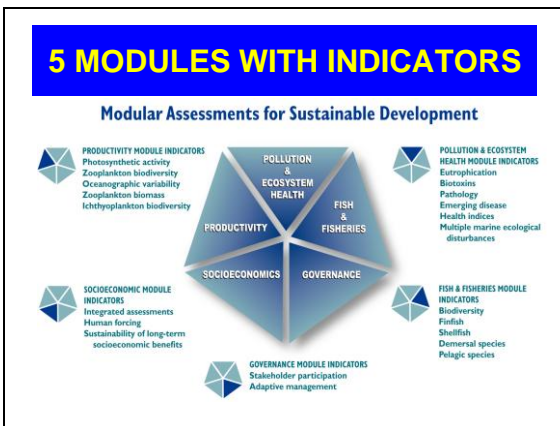 5 MODULES WITH INDICATORS
Modular Assessments for Sustainable Development
PRODUCTIVITY MODULE INDICATORS
Photosynthetic activity
Zooplankton biodiversity
Oceanographic variability
Zooplankton biomass
Ichthyoplankton biodiversity
POLLUTION
&
ECOSYSTEM
HEALTH
POLLUTION & ECOSYSTEM
HEALTH MODULE INDICATORS
Eutrophication
Biotoxins
Pathology
Emerging disease
Health indices
Multiple marine ecological
disturbances
PRODUCTIVITY
FISH
&
FISHERIES
SOCIOECONOMICS
GOVERNANCE
SOCIOECONOMIC MODULE
INDICATORS
Integrated assessments
Human forcing
Sustainability of long-term
socioeconomic benefits
FISH & FISHERIES MODULE
INDICATORS
Biodiversity
Finfish
Shellfish
Demersal species
Pelagic species
GOVERNANCE MODULE INDICATORS
Stakeholder participation
Adaptive management